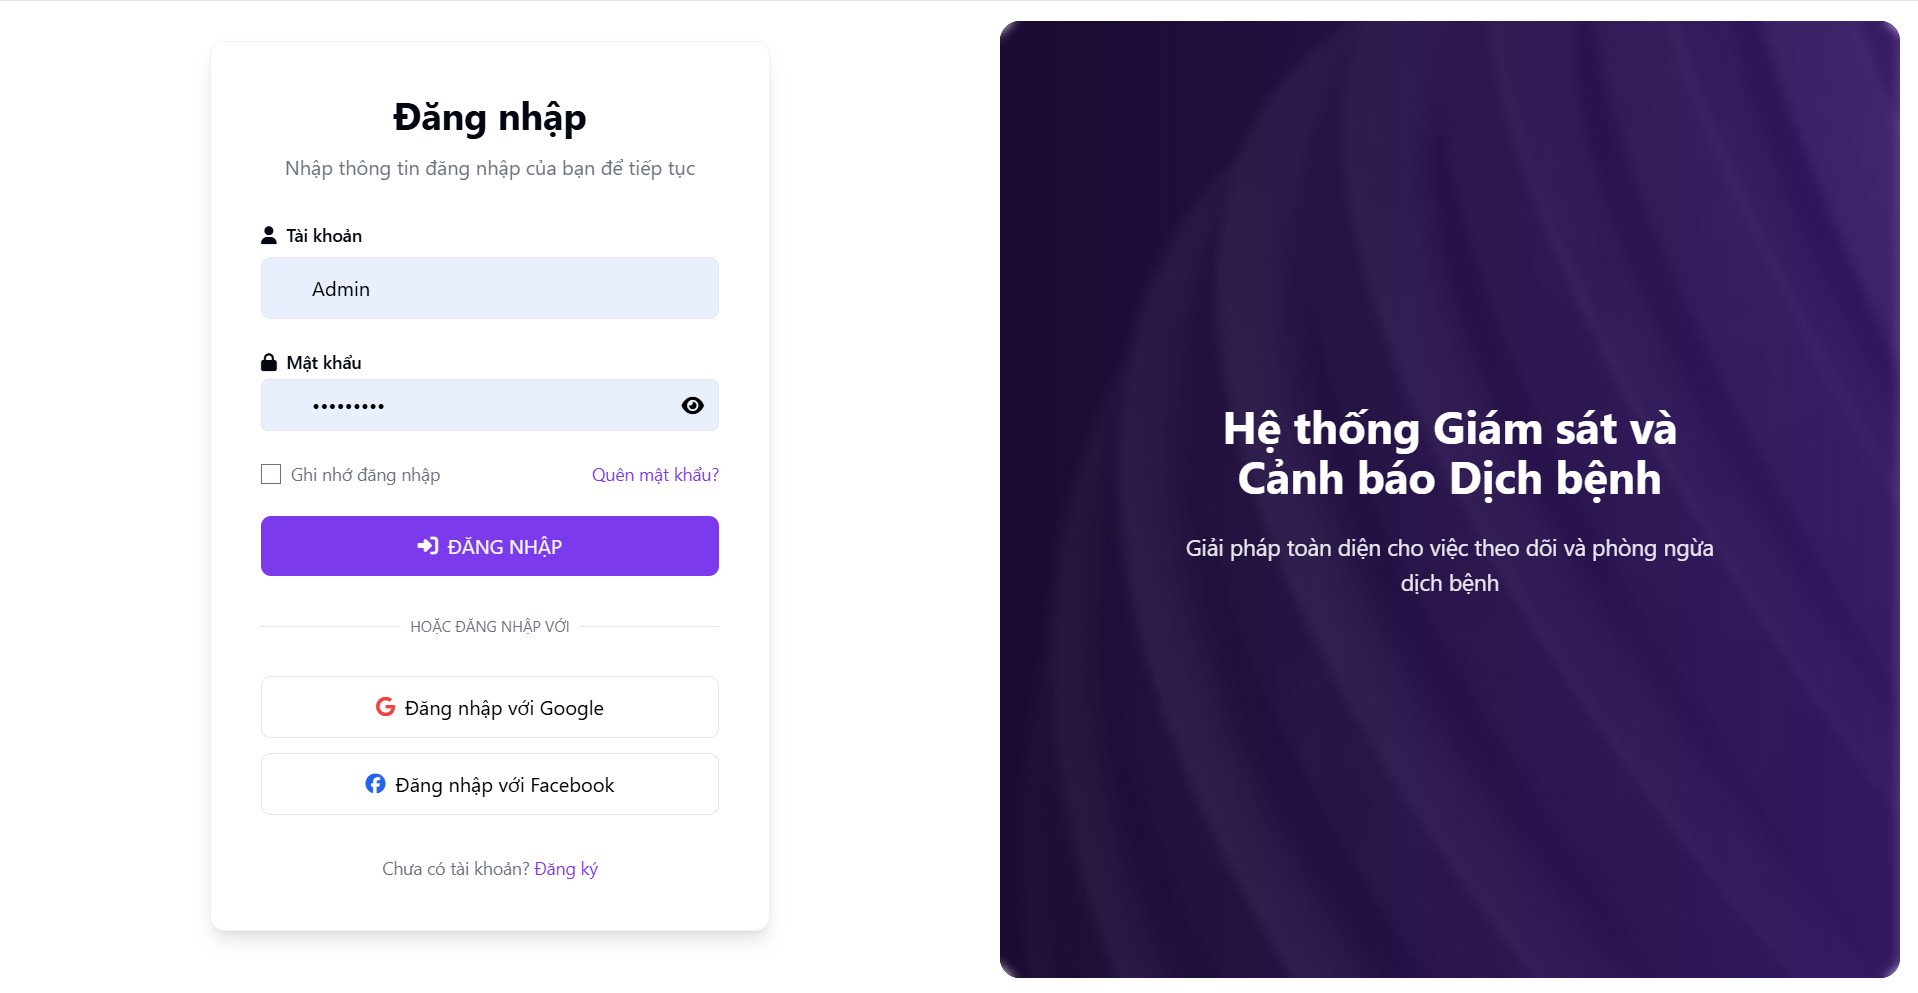 Đăng nhập
Nhập thông tin đăng nhập của bạn để tiếp tục
Tài khoản
Admin
Mật khẩu
•••••••••
Ghi nhớ đăng nhập
Quên mật khẩu?
ĐĂNG NHẬP
HOẶC ĐĂNG NHẬP VỚI
Đăng nhập với Google
Đăng nhập với Facebook
Chưa có tài khoản? Đăng ký
Hệ thống Giám sát và
Cảnh báo Dịch bệnh
Giải pháp toàn diện cho việc theo dõi và phòng ngừa
dịch bệnh